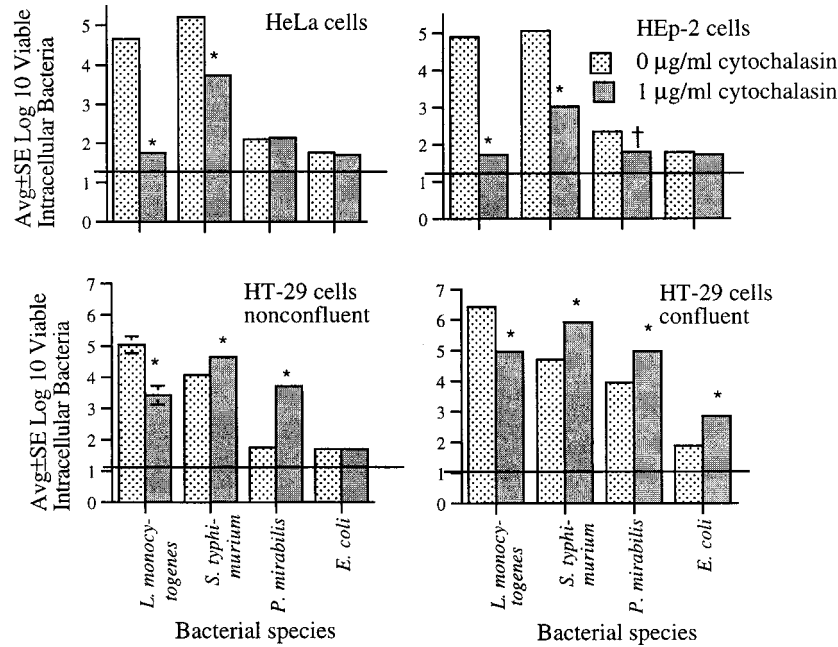 HeLa cells
Avg±SE Log 10 Viable
Intracellular Bacteria
5
4
3
2
1
0
*
*
HEp-2 cells
0 µg/ml cytochalasin
1 µg/ml cytochalasin
5
4
3
2
1
0
*
*
†
HT-29 cells
nonconfluent
Avg±SE Log 10 Viable
Intracellular Bacteria
7
6
5
4
3
2
1
0
*
*
*
L. monocy-
togenes
S. typhi-
murium
P. mirabilis
E. coli
Bacterial species
HT-29 cells
confluent
7
6
5
4
3
2
1
0
*
*
*
*
L. monocy-
togenes
S. typhi-
murium
P. mirabilis
E. coli
Bacterial species